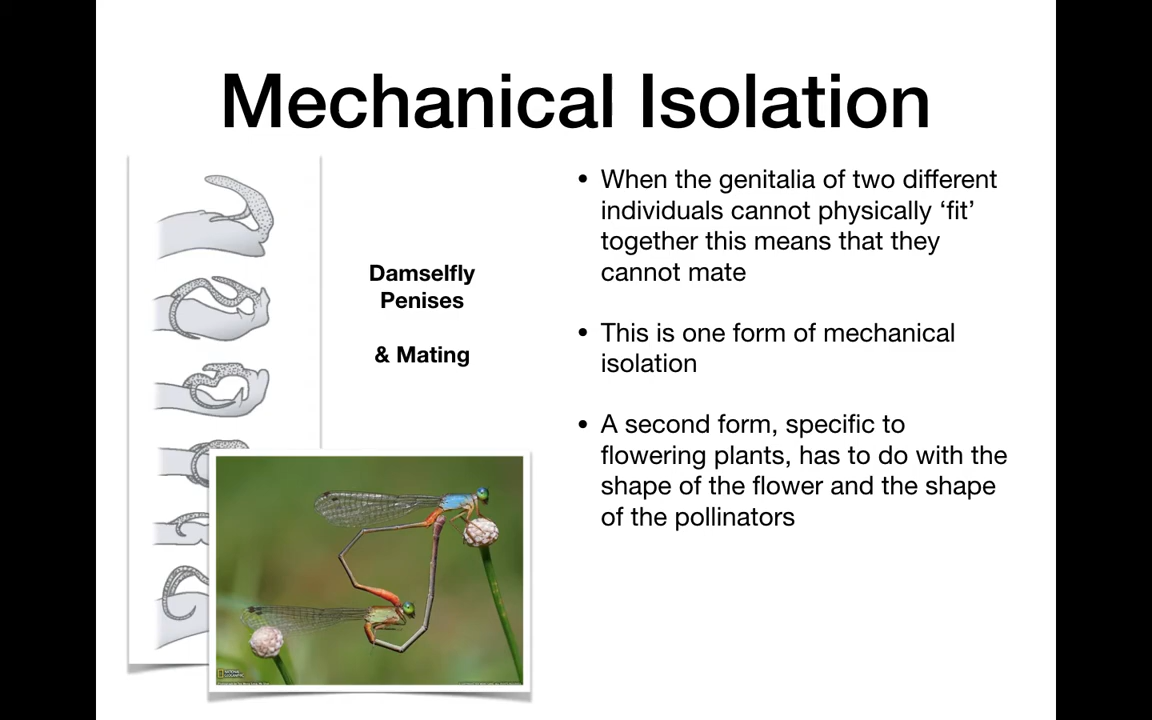 Mechanical Isolation
Damselfly
Penises
& Mating
• When the genitalia of two different
individuals cannot physically ‘fit’
together this means that they
cannot mate
• This is one form of mechanical
isolation
• A second form, specific to
flowering plants, has to do with the
shape of the flower and the shape
of the pollinators
NATIONAL
GEOGRAPHIC